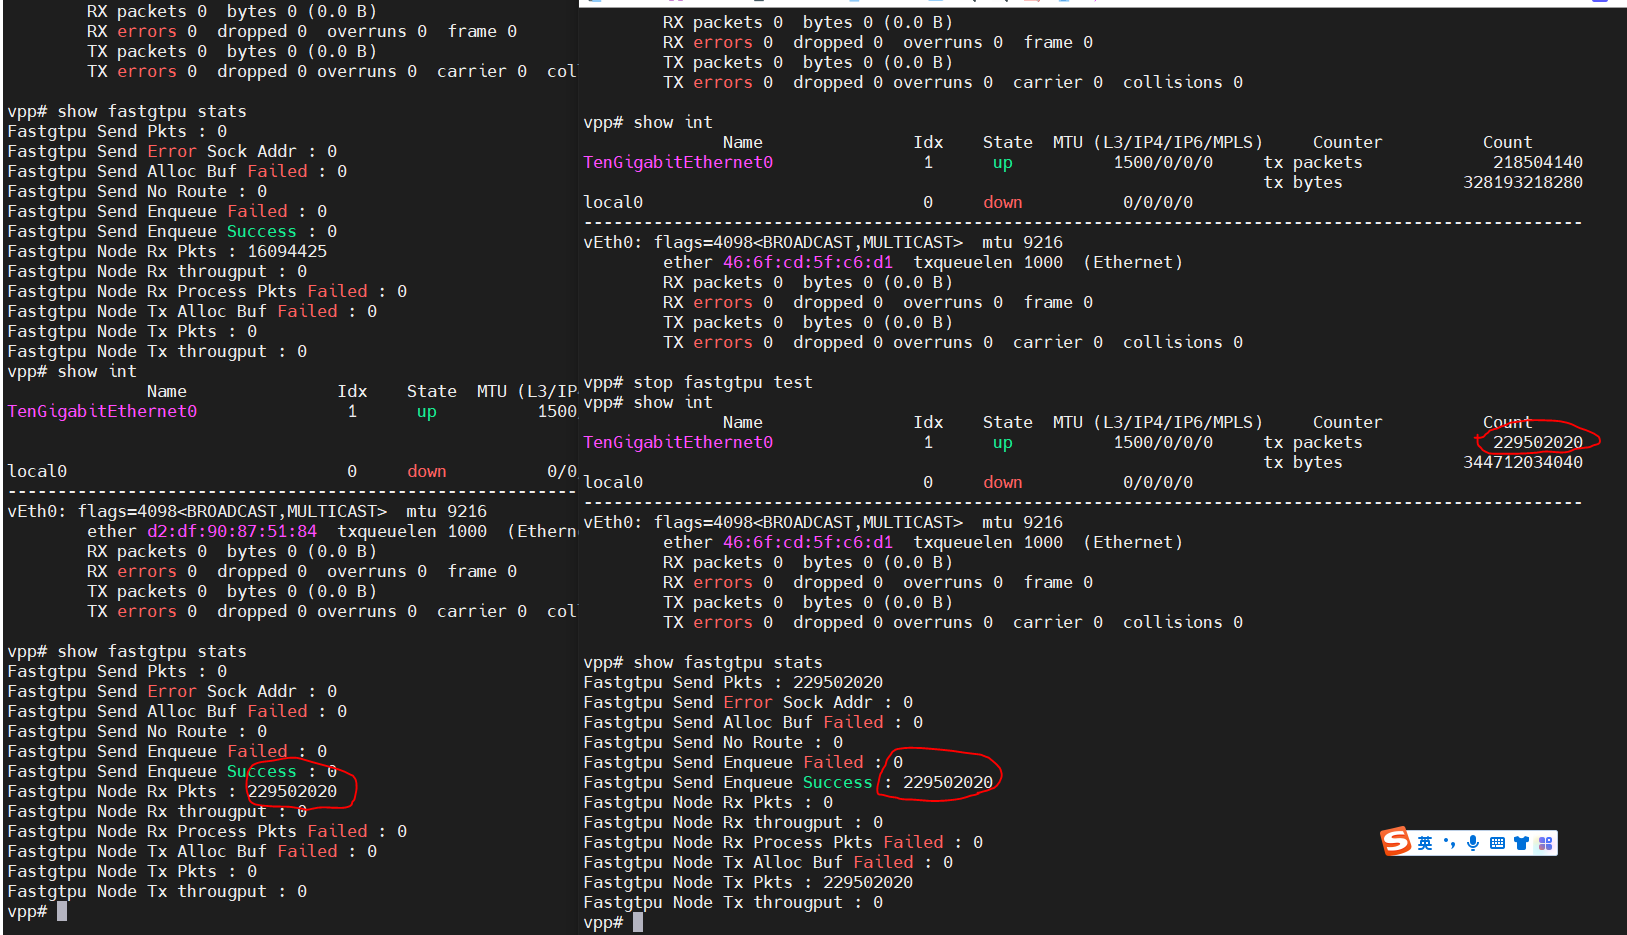 RX packets 0  bytes 0 (0.0 B)
RX errors 0  dropped 0  overruns 0  frame 0
TX packets 0  bytes 0 (0.0 B)
TX errors 0  dropped 0 overruns 0  carrier 0  col
vpp# show fastgtpu stats
Fastgtpu Send Pkts : 0
Fastgtpu Send Error Sock Addr : 0
Fastgtpu Send Alloc Buf Failed : 0
Fastgtpu Send No Route : 0
Fastgtpu Send Enqueue Failed : 0
Fastgtpu Send Enqueue Success : 0
Fastgtpu Node Rx Pkts : 16094425
Fastgtpu Node Rx througput : 0
Fastgtpu Node Rx Process Pkts Failed : 0
Fastgtpu Node Tx Alloc Buf Failed : 0
Fastgtpu Node Tx Pkts : 0
Fastgtpu Node Tx througput : 0
vpp# show int
Name Idx State MTU (L3/IP
TenGigabitEthernet0 1 up 1500
local0 0 down 0/0
---------------------------------------------------------
vEth0: flags=4098<BROADCAST,MULTICAST>  mtu 9216
ether d2:df:90:87:51:84  txqueuelen 1000  (Ethern
RX packets 0  bytes 0 (0.0 B)
RX errors 0  dropped 0  overruns 0  frame 0
TX packets 0  bytes 0 (0.0 B)
TX errors 0  dropped 0 overruns 0  carrier 0  col
vpp# show fastgtpu stats
Fastgtpu Send Pkts : 0
Fastgtpu Send Error Sock Addr : 0
Fastgtpu Send Alloc Buf Failed : 0
Fastgtpu Send No Route : 0
Fastgtpu Send Enqueue Failed : 0
Fastgtpu Send Enqueue Success : 0
Fastgtpu Node Rx Pkts : 229502020
Fastgtpu Node Rx througput : 0
Fastgtpu Node Rx Process Pkts Failed : 0
Fastgtpu Node Tx Alloc Buf Failed : 0
Fastgtpu Node Tx Pkts : 0
Fastgtpu Node Tx througput : 0
vpp#
RX packets 0  bytes 0 (0.0 B)
RX errors 0  dropped 0  overruns 0  frame 0
TX packets 0  bytes 0 (0.0 B)
TX errors 0  dropped 0 overruns 0  carrier 0  collisions 0
vpp# show int
Name Idx State MTU (L3/IP4/IP6/MPLS) Counter Count
TenGigabitEthernet0 1 up 1500/0/0/0 tx packets 218504140
tx bytes 328193218280
local0 0 down 0/0/0/0
----------------------------------------------------------------------------------------------------
vEth0: flags=4098<BROADCAST,MULTICAST>  mtu 9216
ether 46:6f:cd:5f:c6:d1  txqueuelen 1000  (Ethernet)
RX packets 0  bytes 0 (0.0 B)
RX errors 0  dropped 0  overruns 0  frame 0
TX packets 0  bytes 0 (0.0 B)
TX errors 0  dropped 0 overruns 0  carrier 0  collisions 0
vpp# stop fastgtpu test
vpp# show int
Name Idx State MTU (L3/IP4/IP6/MPLS) Counter Count
TenGigabitEthernet0 1 up 1500/0/0/0 tx packets 229502020
tx bytes 344712034040
local0 0 down 0/0/0/0
----------------------------------------------------------------------------------------------------
vEth0: flags=4098<BROADCAST,MULTICAST>  mtu 9216
ether 46:6f:cd:5f:c6:d1  txqueuelen 1000  (Ethernet)
RX packets 0  bytes 0 (0.0 B)
RX errors 0  dropped 0  overruns 0  frame 0
TX packets 0  bytes 0 (0.0 B)
TX errors 0  dropped 0 overruns 0  carrier 0  collisions 0
vpp# show fastgtpu stats
Fastgtpu Send Pkts : 229502020
Fastgtpu Send Error Sock Addr : 0
Fastgtpu Send Alloc Buf Failed : 0
Fastgtpu Send No Route : 0
Fastgtpu Send Enqueue Failed : 0
Fastgtpu Send Enqueue Success : 229502020
Fastgtpu Node Rx Pkts : 0
Fastgtpu Node Rx througput : 0
Fastgtpu Node Rx Process Pkts Failed : 0
Fastgtpu Node Tx Alloc Buf Failed : 0
Fastgtpu Node Tx Pkts : 229502020
Fastgtpu Node Tx througput : 0
vpp#
S 英